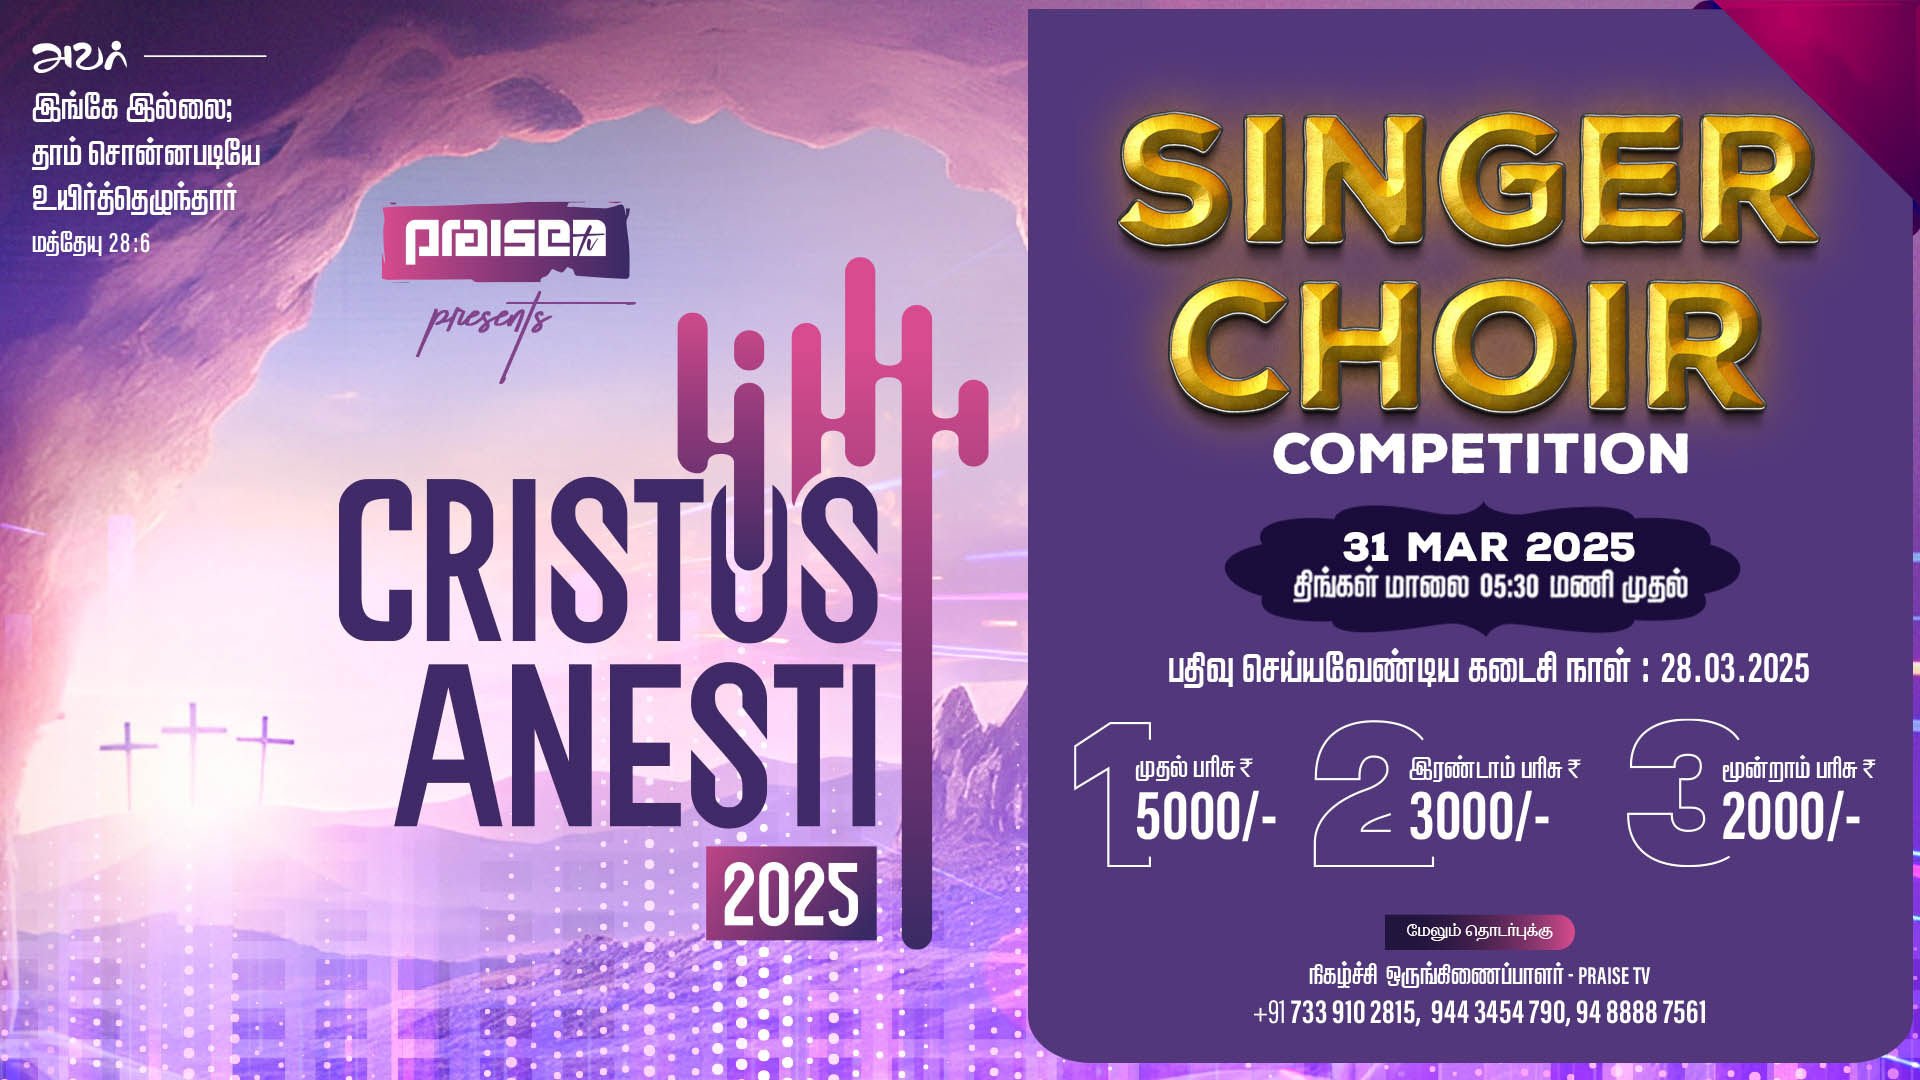 அவர்
இங்கே இல்லை;
தாம் சொன்னபடியே
உயிர்த்தெழுந்தார்
மத்தேயு 28:6
PRAISE tv
presents
CRISTUS
ANESTI
2025
SINGER
CHOIR
COMPETITION
31 MAR 2025
திங்கள் மாலை 05:30 மணி முதல்
பதிவு செய்யவேண்டிய கடைசி நாள் : 28.03.2025
1 முதல் பரிசு ₹
5000/-
2 இரண்டாம் பரிசு ₹
3000/-
3 மூன்றாம் பரிசு ₹
2000/-
மேலும் தொடர்புக்கு
நிகழ்ச்சி ஒருங்கிணைப்பாளர் - PRAISE TV
+91 733 910 2815, 944 3454 790, 94 8888 7561